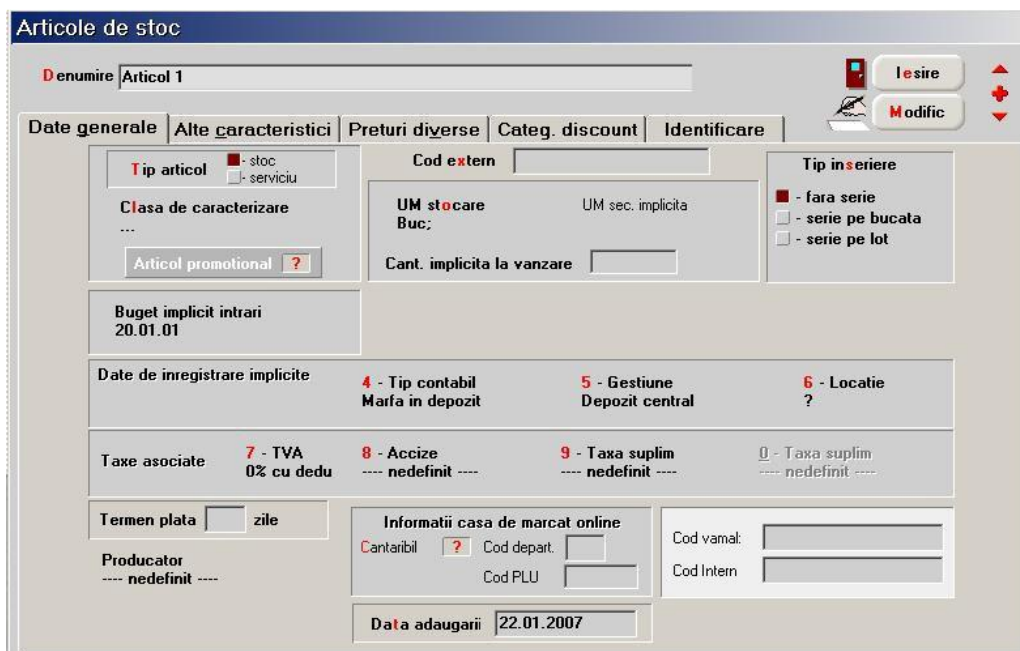 Articole de stoc
Denumire Articol 1
Iesire
Modific
Date generale Alte caracteristici Preturi diverse Categ. discount Identificare
Tip articol - stoc
- serviciu
Clasa de caracterizare
---
Articol promotional ?
Cod extern
UM stocare UM sec. implicita
Buc;
Cant. implicita la vanzare
Tip inseriere
- fara serie
- serie pe bucata
- serie pe lot
Buget implicit intrari
20.01.01
Date de inregistrare implicite 4 - Tip contabil 5 - Gestiune 6 - Locatie
Marfa in depozit Depozit central ?
Taxe asociate 7 - TVA 8 - Accize 9 - Taxa suplim 0 - Taxa suplim
0% cu dedu ---- nedefinit ---- ---- nedefinit ---- ---- nedefinit ----
Termen plata zile
Producator
---- nedefinit ----
Informatii casa de marcat online
Cantaribil ? Cod depart.
Cod PLU
Cod vamal:
Cod Intern
Data adaugarii 22.01.2007